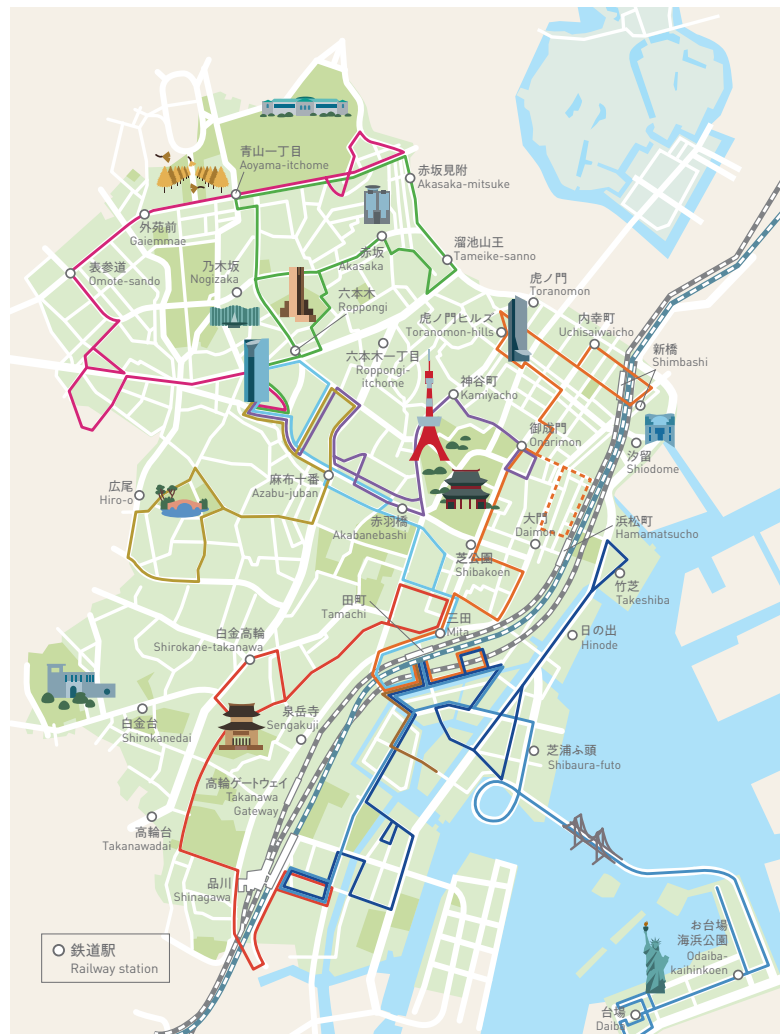 青山一丁目
Aoyama-itchome
赤坂見附
Akasaka-mitsuke
外苑前
Gaiemmae
赤坂
Akasaka
溜池山王
Tameike-sanno
表参道
Omote-sando
乃木坂
Nogizaka
六本木
Roppongi
虎ノ門
Toranomon
虎ノ門ヒルズ
Toranomon-hills
内幸町
Uchisaiwaicho
新橋
Shimbashi
六本木一丁目
Roppongi-
itchome
神谷町
Kamiyacho
御成門
Onarimon
汐留
Shiodome
広尾
Hiro-o
麻布十番
Azabu-juban
赤羽橋
Akabanebashi
大門
Daimon
浜松町
Hamamatsucho
芝公園
Shibakoen
竹芝
Takeshiba
田町
Tamachi
三田
Mita
日の出
Hinode
白金高輪
Shirokane-takanawa
白金台
Shirokanedai
泉岳寺
Sengakuji
芝浦ふ頭
Shibaura-futo
高輪ゲートウェイ
Takanawa
Gateway
高輪台
Takanawadai
品川
Shinagawa
お台場
海浜公園
Odaiba-
kaihinkoen
台場
Daiba
鉄道駅
Railway station